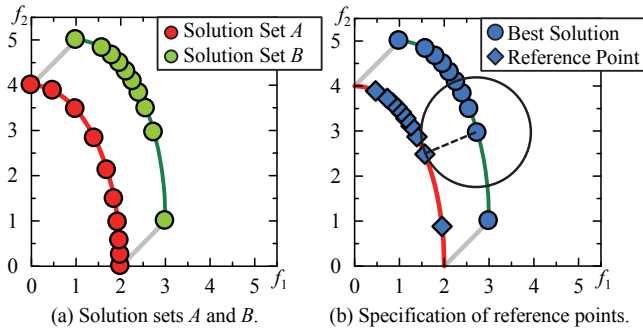 f2
Solution Set A
Solution Set B
5
4
3
2
1
0
0 1 2 3 4 5
f1
(a) Solution sets A and B.
f2
Best Solution
Reference Point
5
4
3
2
1
0
0 1 2 3 4 5
f1
(b) Specification of reference points.